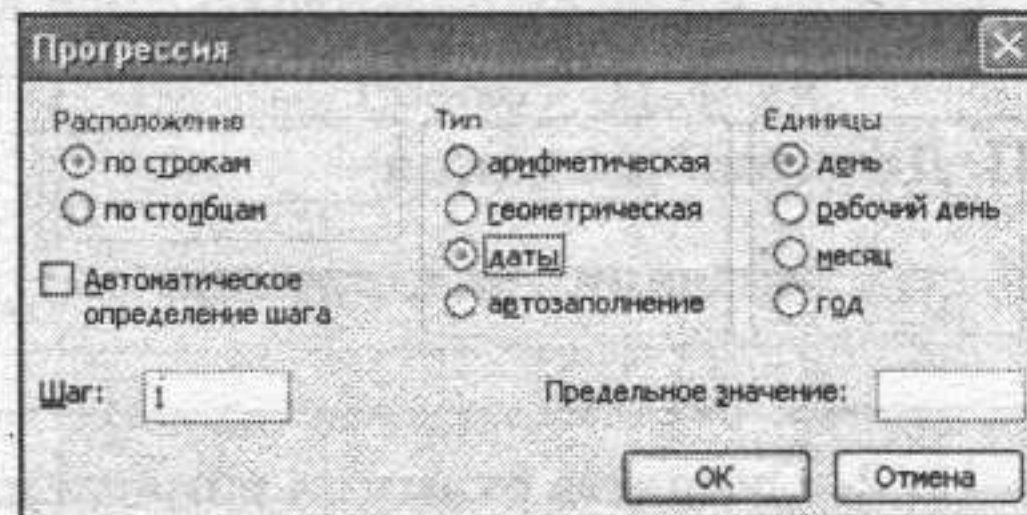 Прогрессия
Расположение
по строкам
по столбцам
Автоматическое
определение шага
Тип
арифметическая
геометрическая
даты
автозаполнение
Единицы
день
рабочий день
месяц
год
Шаг: 1
Предельное значение:
ОК
Отмена